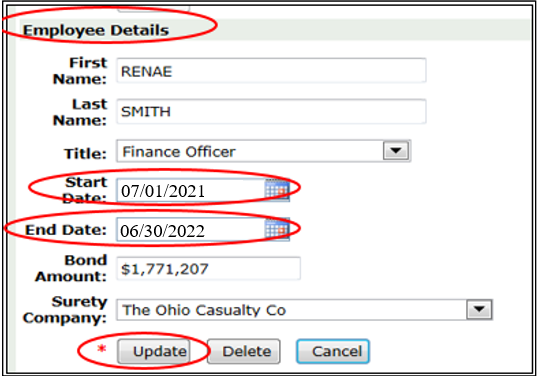 Employee Details
First Name: RENAE
Last Name: SMITH
Title: Finance Officer
Start Date: 07/01/2021
End Date: 06/30/2022
Bond Amount: $1,771,207
Surety Company: The Ohio Casualty Co
* Update Delete Cancel